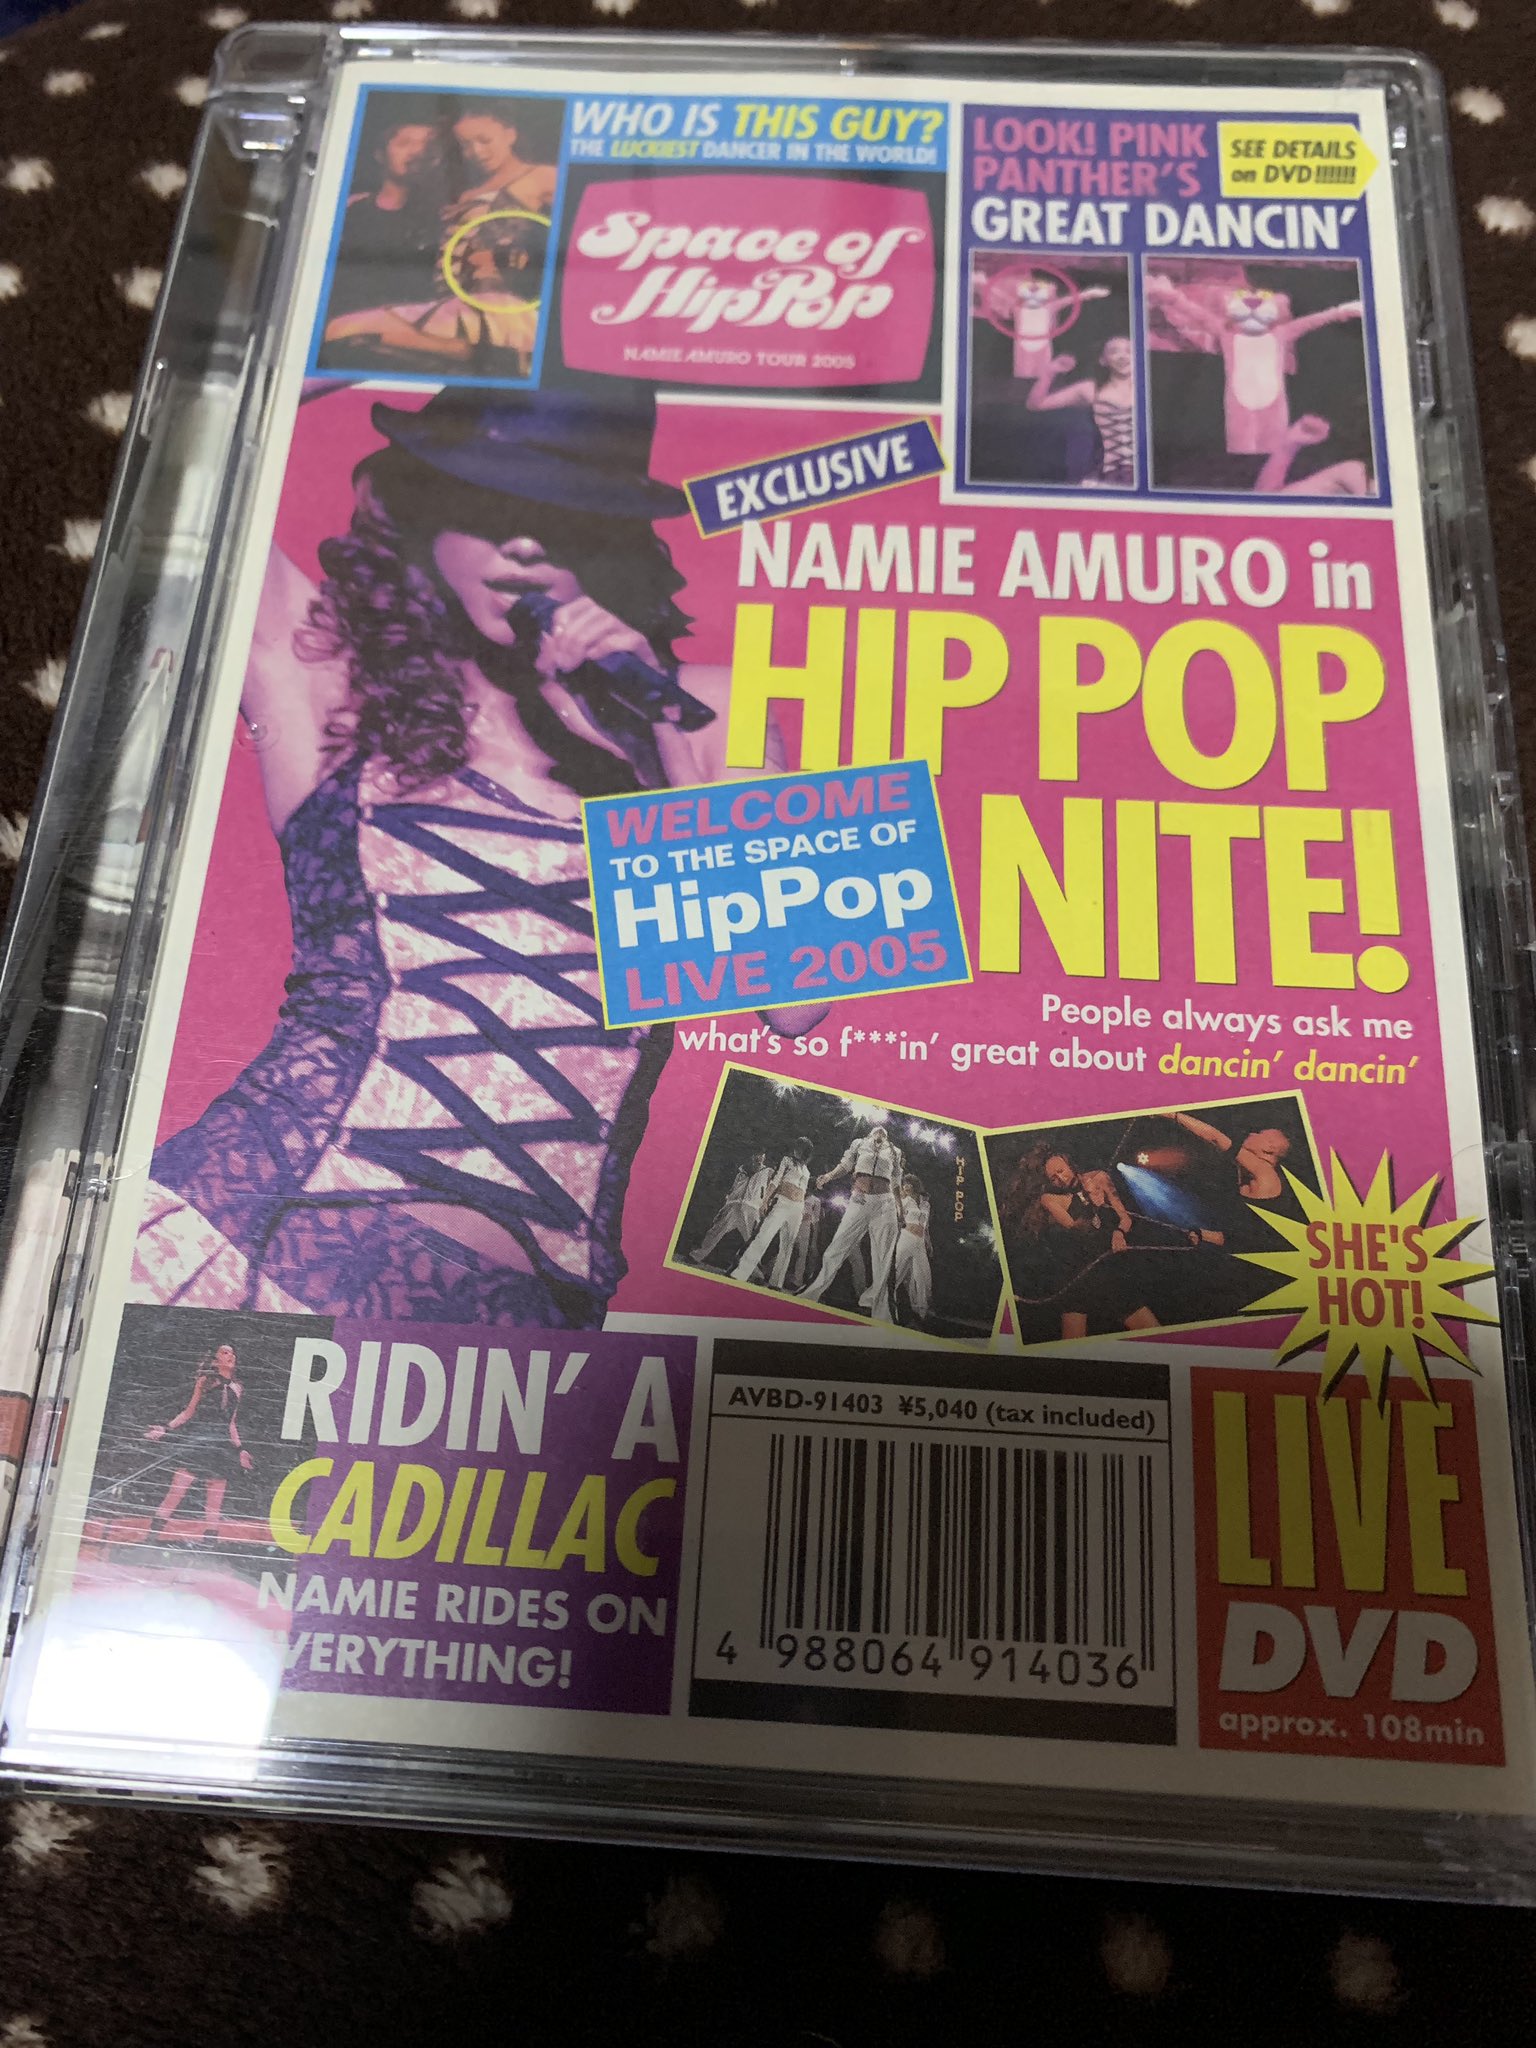 WHO IS THIS GUY?
THE LUCKIEST DANCER IN THE WORLD!
Space of
HipPop
NAMIE AMURO TOUR 2005
LOOK! PINK
PANTHER'S
GREAT DANCIN'
SEE DETAILS
on DVD!!!!!!
EXCLUSIVE
NAMIE AMURO in
HIP POP
NITE!
WELCOME
TO THE SPACE OF
HipPop
LIVE 2005
People always ask me
what's so f***in' great about dancin' dancin'
HIP POP
SHE'S
HOT!
RIDIN' A
CADILLAC
NAMIE RIDES ON
VERYTHING!
AVBD-91403 ¥5,040 (tax included)
4 988064 914036
LIVE
DVD
approx. 108min